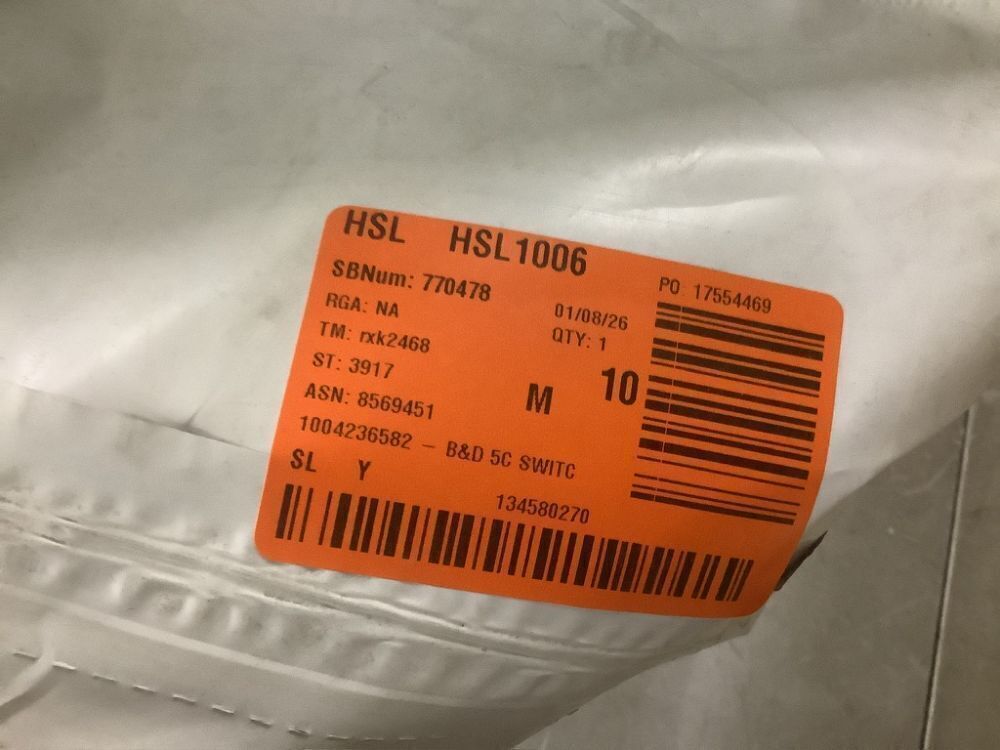 HSL HSL1006
SBNum: 770478
RGA: NA
TM: rxk2468
ST: 3917
ASN: 8569451
1004236582 – B&D 5C SWITC
SL Y
134580270
01/08/26
QTY: 1
M 10
PO 17554469